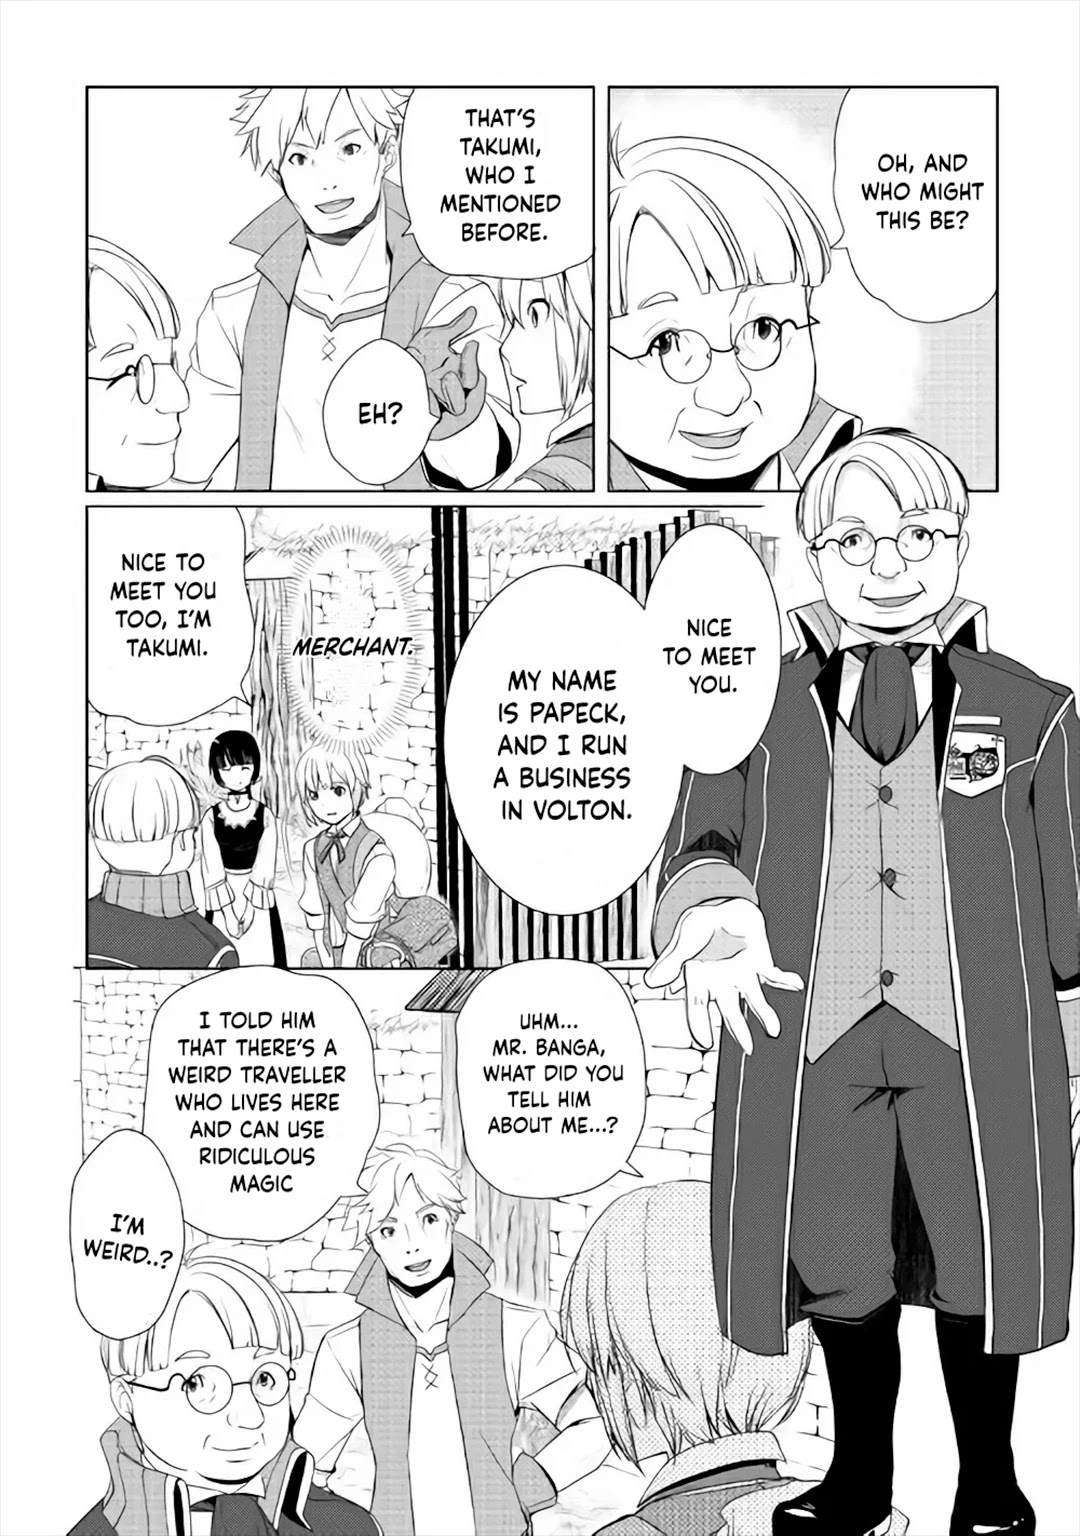 OH, AND
WHO MIGHT
THIS BE?
THAT'S
TAKUMI,
WHO I
MENTIONED
BEFORE.
EH?
NICE
TO MEET
YOU.
MY NAME
IS PAPECK,
AND I RUN
A BUSINESS
IN VOLTON.
MERCHANT.
NICE TO
MEET YOU
TOO, I'M
TAKUMI.
UHM...
MR. BANGA,
WHAT DID YOU
TELL HIM
ABOUT ME...?
I TOLD HIM
THAT THERE'S A
WEIRD TRAVELLER
WHO LIVES HERE
AND CAN USE
RIDICULOUS
MAGIC
I'M
WEIRD..?